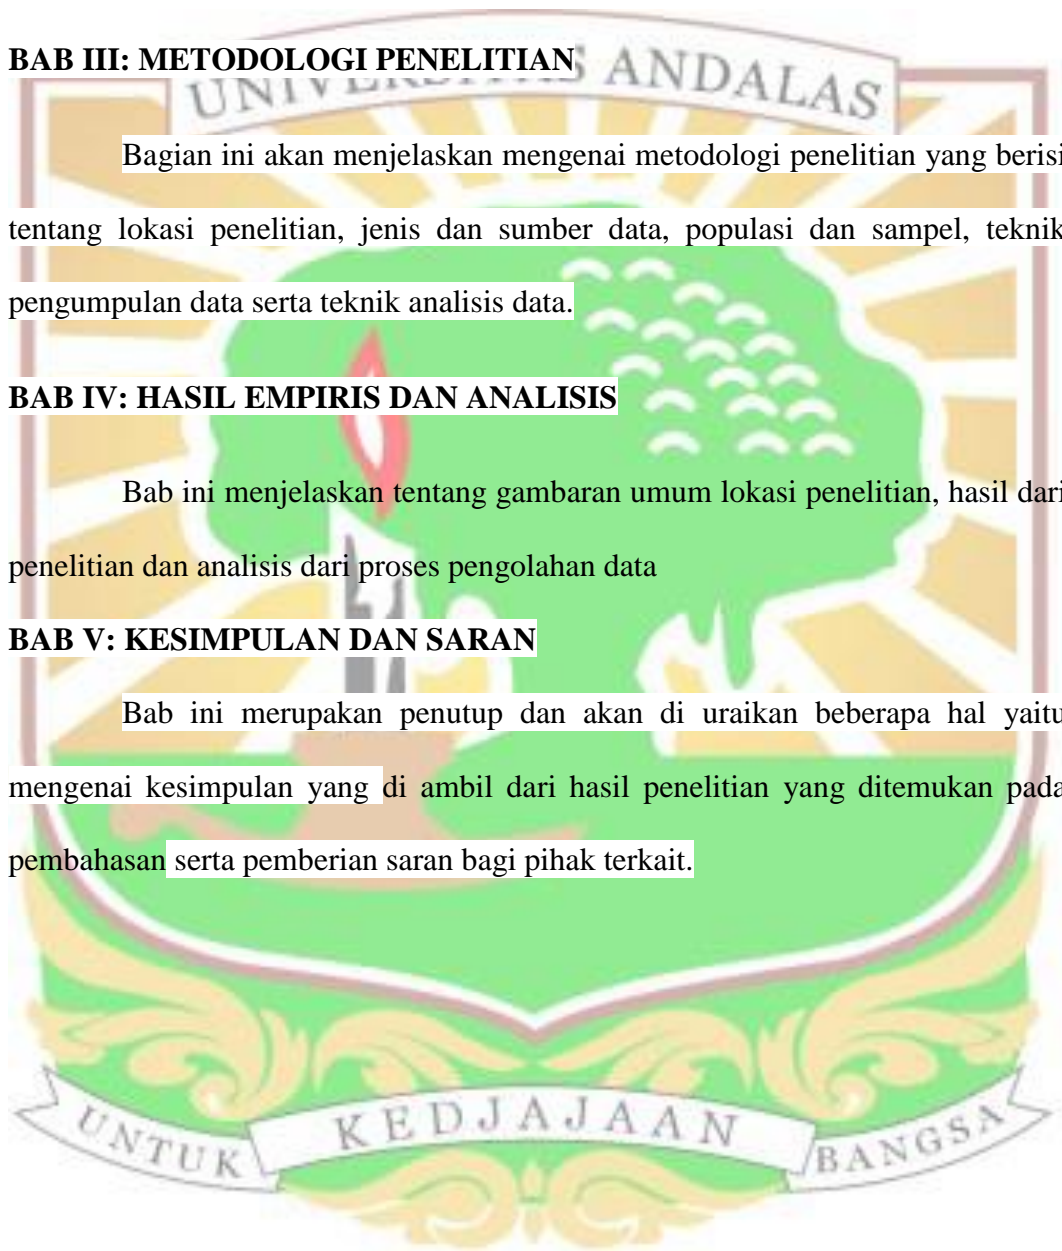 BAB III: METODOLOGI PENELITIAN
UNIVERSITAS ANDALAS
Bagian ini akan menjelaskan mengenai metodologi penelitian yang berisi
tentang lokasi penelitian, jenis dan sumber data, populasi dan sampel, teknik
pengumpulan data serta teknik analisis data.
BAB IV: HASIL EMPIRIS DAN ANALISIS
Bab ini menjelaskan tentang gambaran umum lokasi penelitian, hasil dari
penelitian dan analisis dari proses pengolahan data
BAB V: KESIMPULAN DAN SARAN
Bab ini merupakan penutup dan akan di uraikan beberapa hal yaitu
mengenai kesimpulan yang di ambil dari hasil penelitian yang ditemukan pada
pembahasan serta pemberian saran bagi pihak terkait.
UNTUK KEDJAJAAN BANGSA